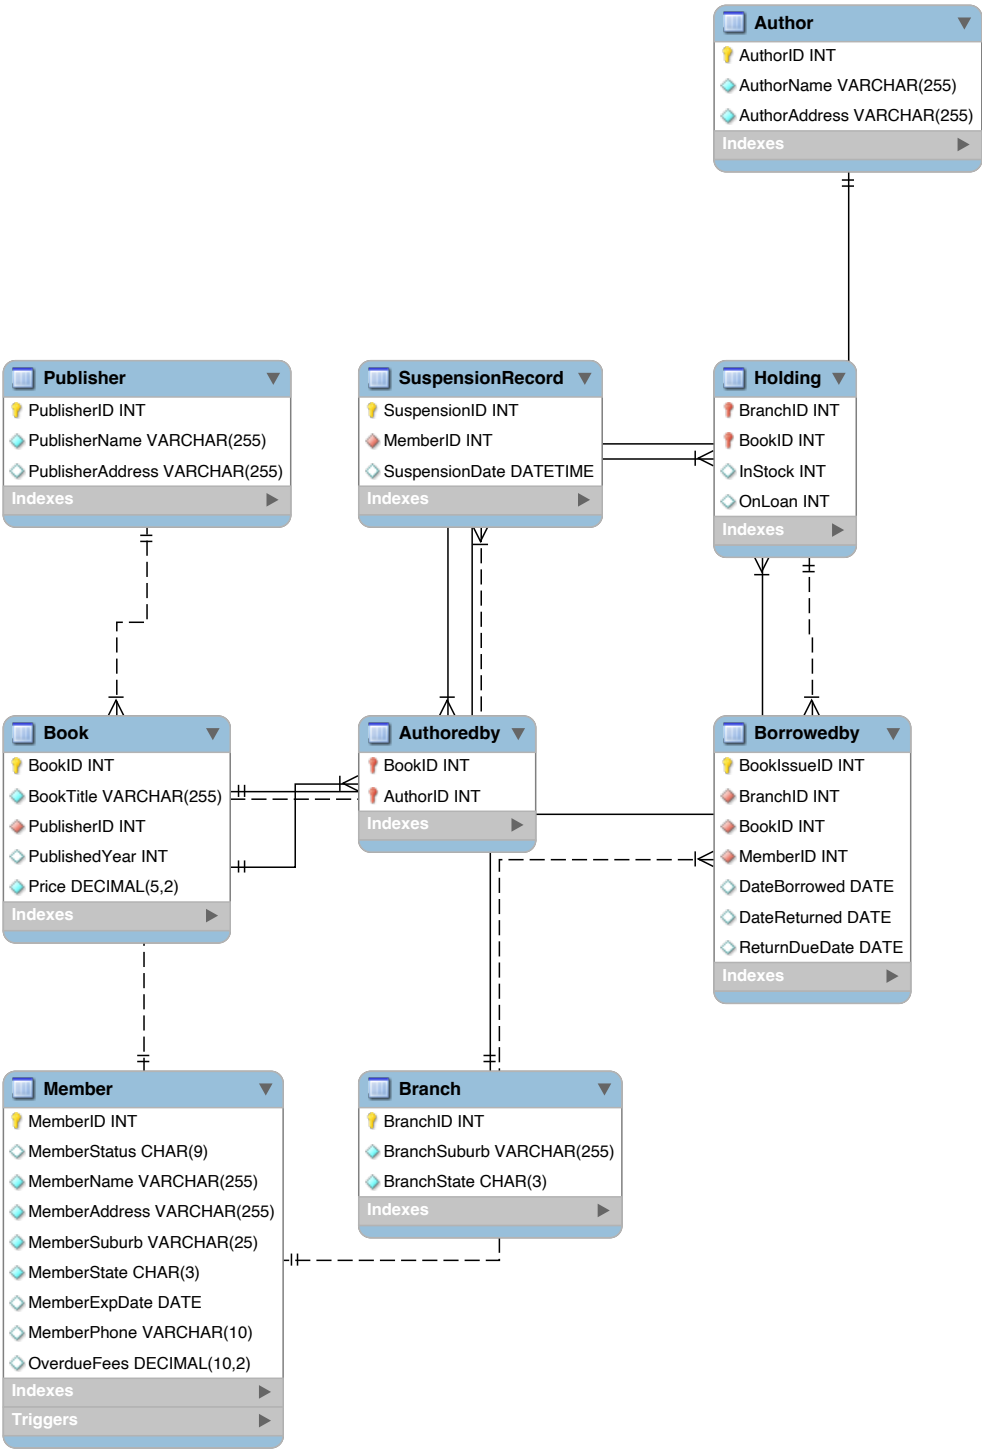 Author
AuthorID INT
AuthorName VARCHAR(255)
AuthorAddress VARCHAR(255)
Indexes
Publisher
PublisherID INT
PublisherName VARCHAR(255)
PublisherAddress VARCHAR(255)
Indexes
SuspensionRecord
SuspensionID INT
MemberID INT
SuspensionDate DATETIME
Indexes
Holding
BranchID INT
BookID INT
InStock INT
OnLoan INT
Indexes
Book
BookID INT
BookTitle VARCHAR(255)
PublisherID INT
PublishedYear INT
Price DECIMAL(5,2)
Indexes
Authoredby
BookID INT
AuthorID INT
Indexes
Borrowedby
BookIssueID INT
BranchID INT
BookID INT
MemberID INT
DateBorrowed DATE
DateReturned DATE
ReturnDueDate DATE
Indexes
Member
MemberID INT
MemberStatus CHAR(9)
MemberName VARCHAR(255)
MemberAddress VARCHAR(255)
MemberSuburb VARCHAR(25)
MemberState CHAR(3)
MemberExpDate DATE
MemberPhone VARCHAR(10)
OverdueFees DECIMAL(10,2)
Indexes
Triggers
Branch
BranchID INT
BranchSuburb VARCHAR(255)
BranchState CHAR(3)
Indexes